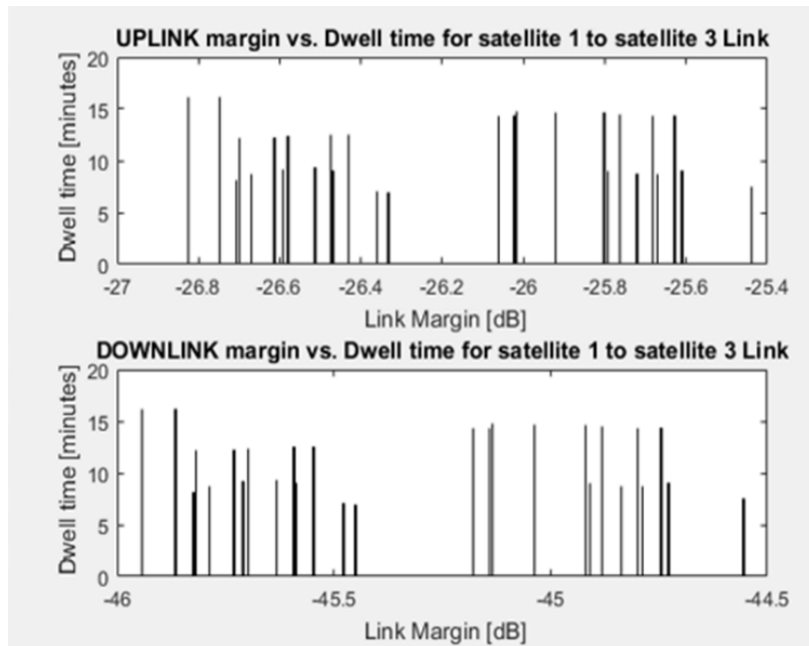 UPLINK margin vs. Dwell time for satellite 1 to satellite 3 Link
Dwell time [minutes]
20
15
10
5
0
-27 -26.8 -26.6 -26.4 -26.2 -26 -25.8 -25.6 -25.4
Link Margin [dB]
DOWNLINK margin vs. Dwell time for satellite 1 to satellite 3 Link
Dwell time [minutes]
20
15
10
5
0
-46 -45.5 -45 -44.5
Link Margin [dB]